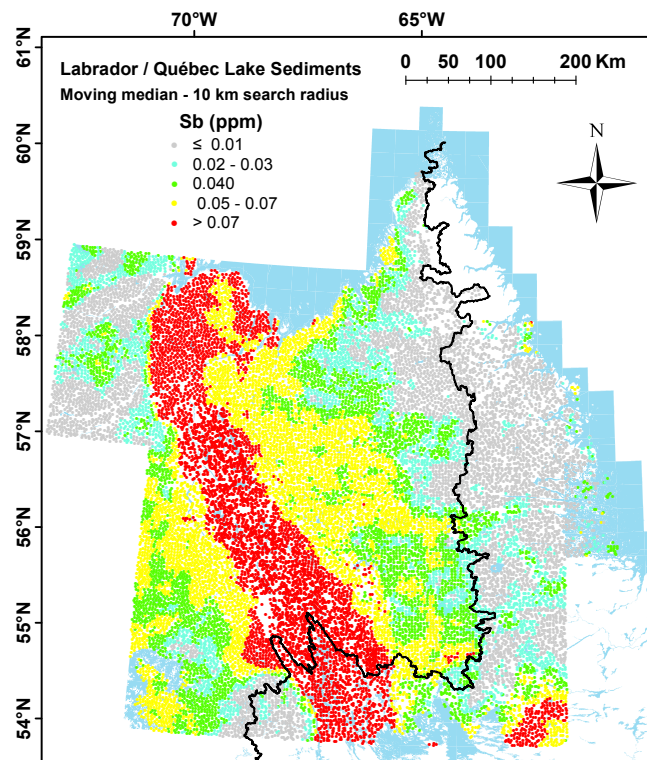 70°W 65°W
61°N
Labrador / Québec Lake Sediments
Moving median - 10 km search radius
0 50 100 200 Km
Sb (ppm)
≤ 0.01
0.02 - 0.03
0.040
0.05 - 0.07
> 0.07
N
60°N
59°N
58°N
57°N
56°N
55°N
54°N